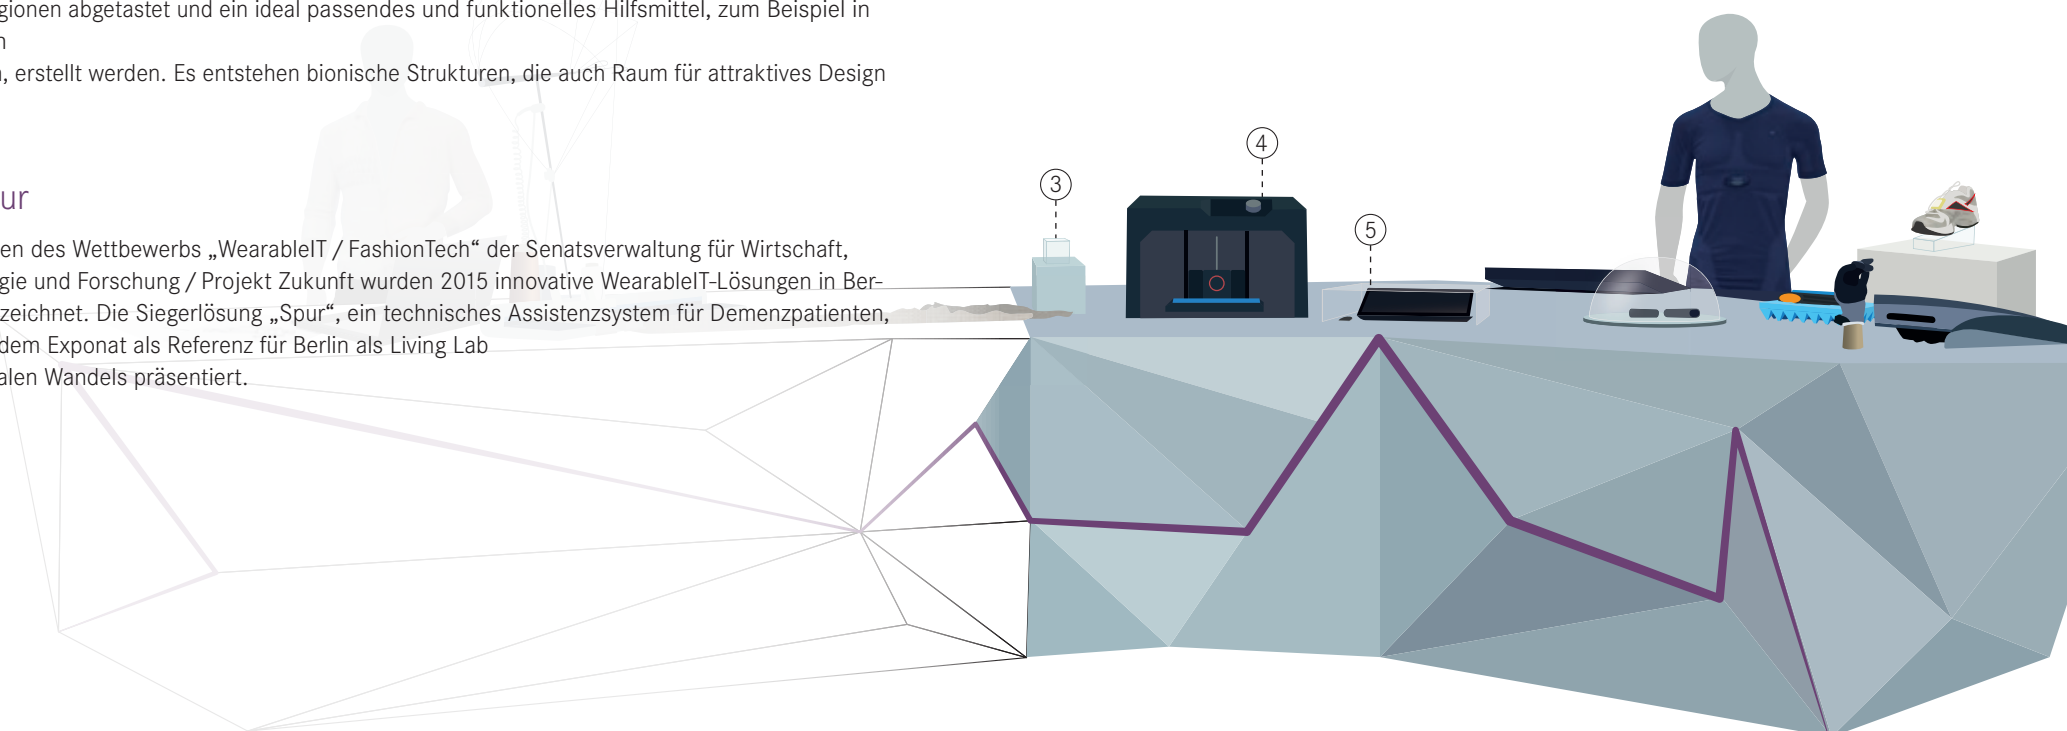 gionen abgetastet und ein ideal passendes und funktionelles Hilfsmittel, zum Beispiel in
n
, erstellt werden. Es entstehen bionische Strukturen, die auch Raum für attraktives Design
ur
en des Wettbewerbs „WearableIT / FashionTech“ der Senatsverwaltung für Wirtschaft,
gie und Forschung / Projekt Zukunft wurden 2015 innovative WearableIT-Lösungen in Ber-
zeichnet. Die Siegerlösung „Spur“, ein technisches Assistenzsystem für Demenzpatienten,
dem Exponat als Referenz für Berlin als Living Lab
alen Wandels präsentiert.
3
4
5